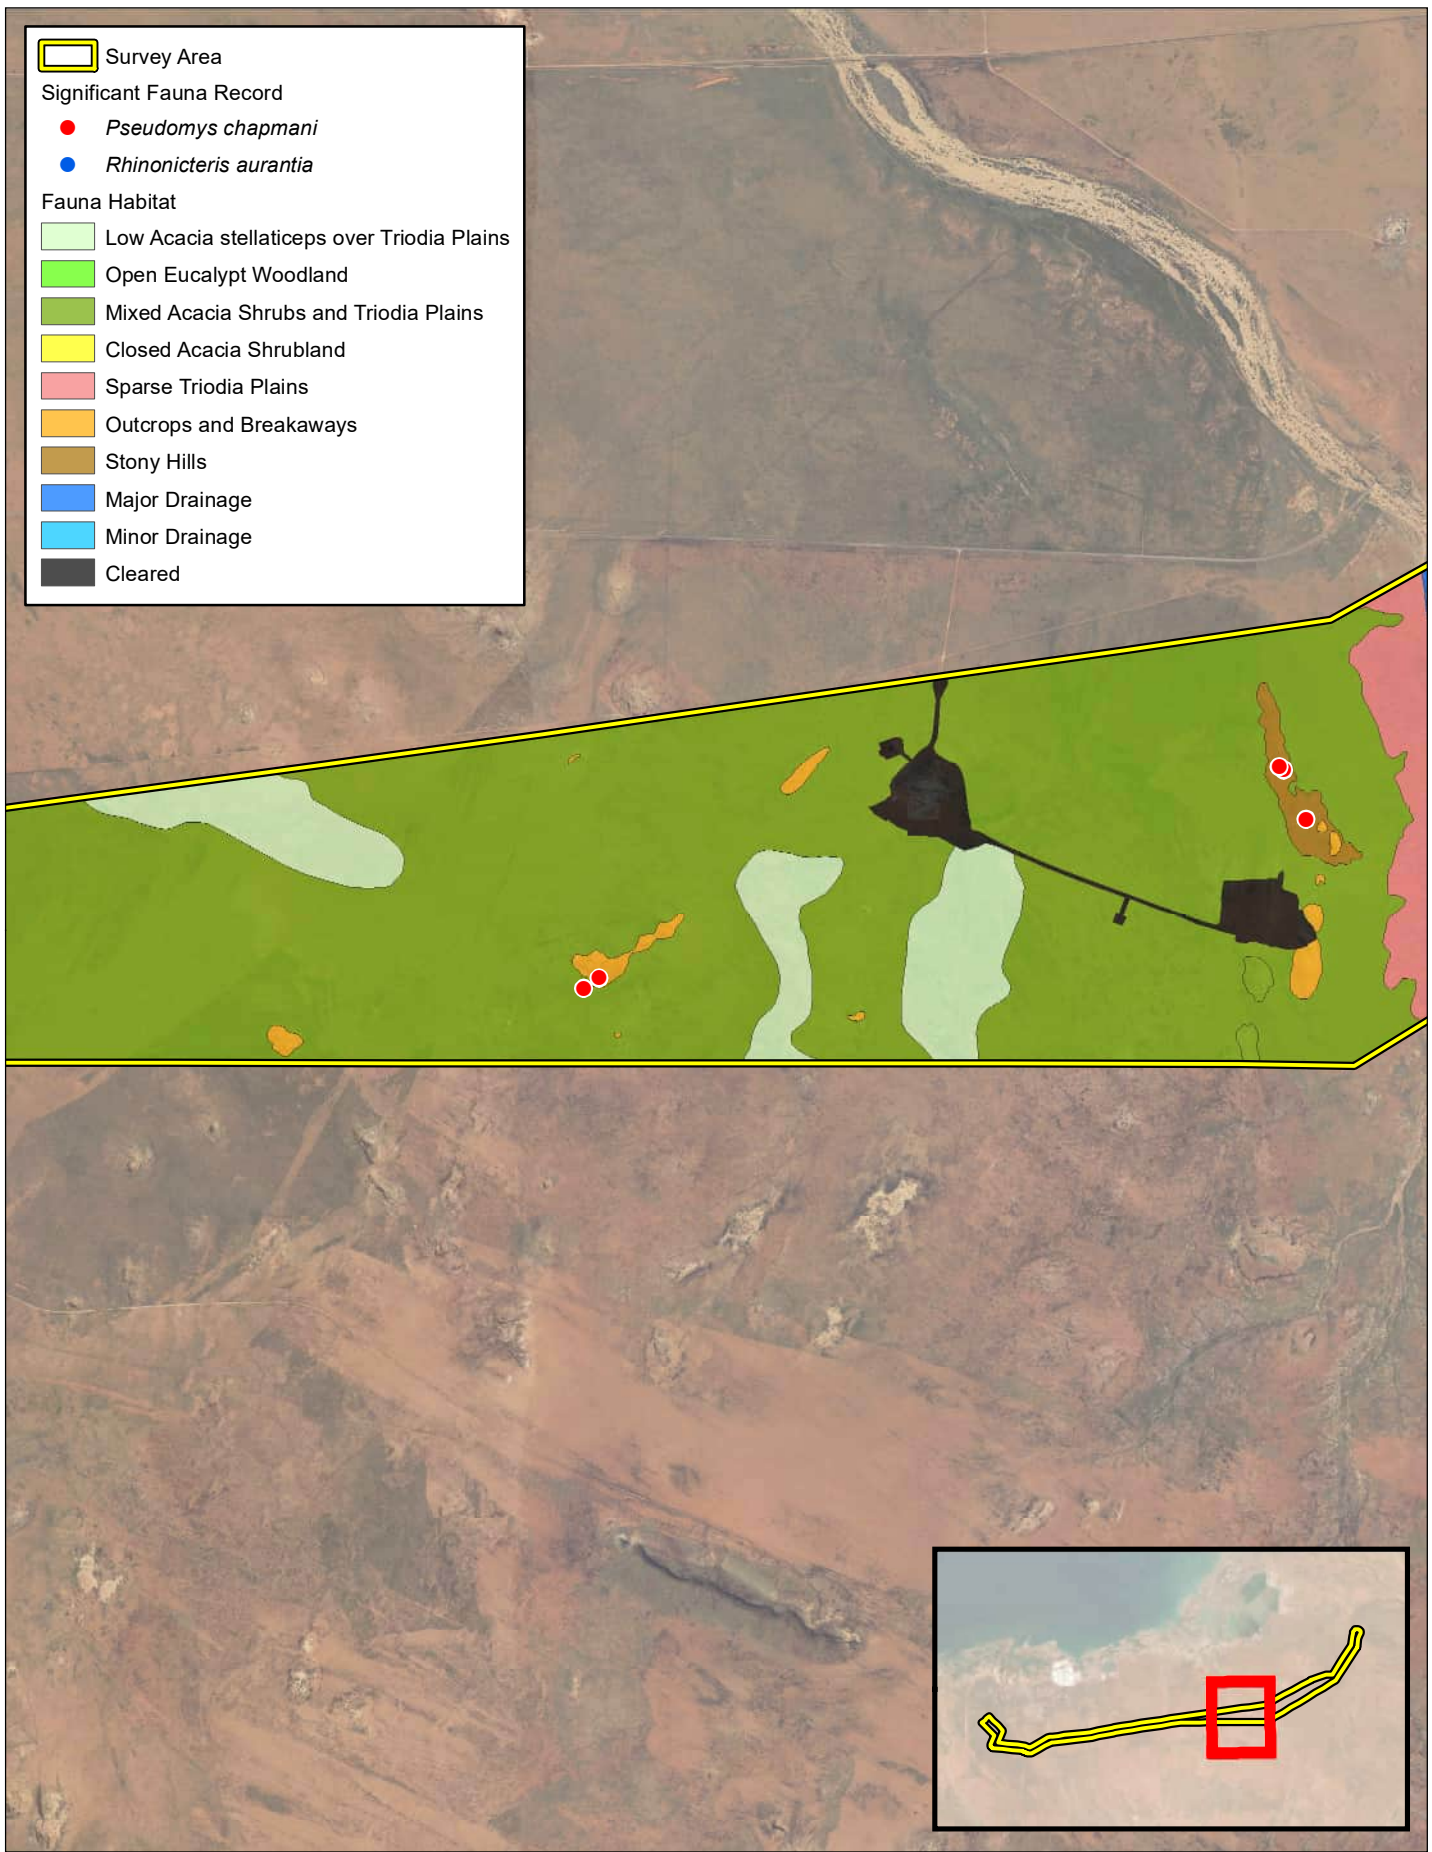 Survey Area
Significant Fauna Record
Pseudomys chapmani
Rhinonicteris aurantia
Fauna Habitat
Low Acacia stellaticeps over Triodia Plains
Open Eucalypt Woodland
Mixed Acacia Shrubs and Triodia Plains
Closed Acacia Shrubland
Sparse Triodia Plains
Outcrops and Breakaways
Stony Hills
Major Drainage
Minor Drainage
Cleared